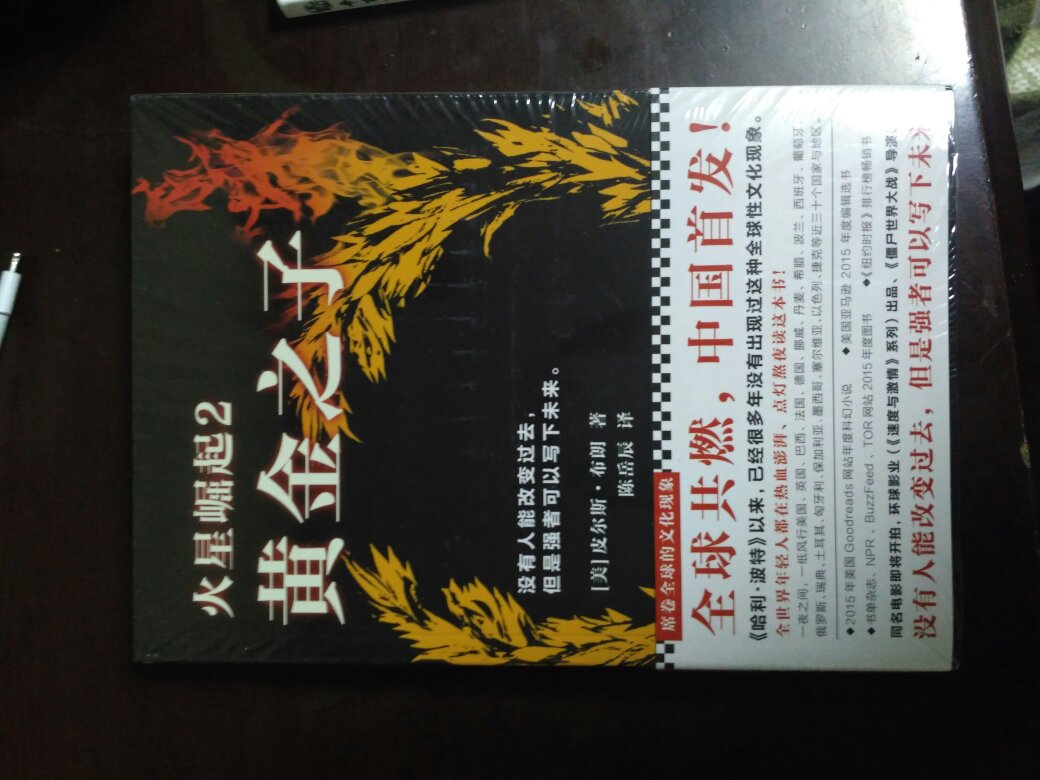 火星崛起2
黄金之子
没有人能改变过去，
但是强者可以写下未来。
[美]皮尔斯·布朗 著
陈岳辰 译
席卷全球的文化现象
全球共燃，中国首发！
《哈利·波特》以来，已经很多年没有出现过这种全球性文化现象。
全世界年轻人都在热血澎湃、点灯熬夜读这本书！
一夜之间，一纸风行美国、英国、巴西、法国、德国、挪威、丹麦、希腊、波兰、西班牙、葡萄牙
俄罗斯、瑞典、土耳其、匈牙利、保加利亚、墨西哥、塞尔维亚、以色列、捷克等近三十个国家与地区。
◆2015年美国Goodreads网站年度科幻小说 ◆美国亚马逊2015年度编辑选书
◆书单杂志、NPR、BuzzFeed、TOR网站2015年度图书 ◆《纽约时报》排行榜畅销书
同名电影即将开拍，环球影业（《速度与激情》系列）出品、《僵尸世界大战》导演
没有人能改变过去，但是强者可以写下未来